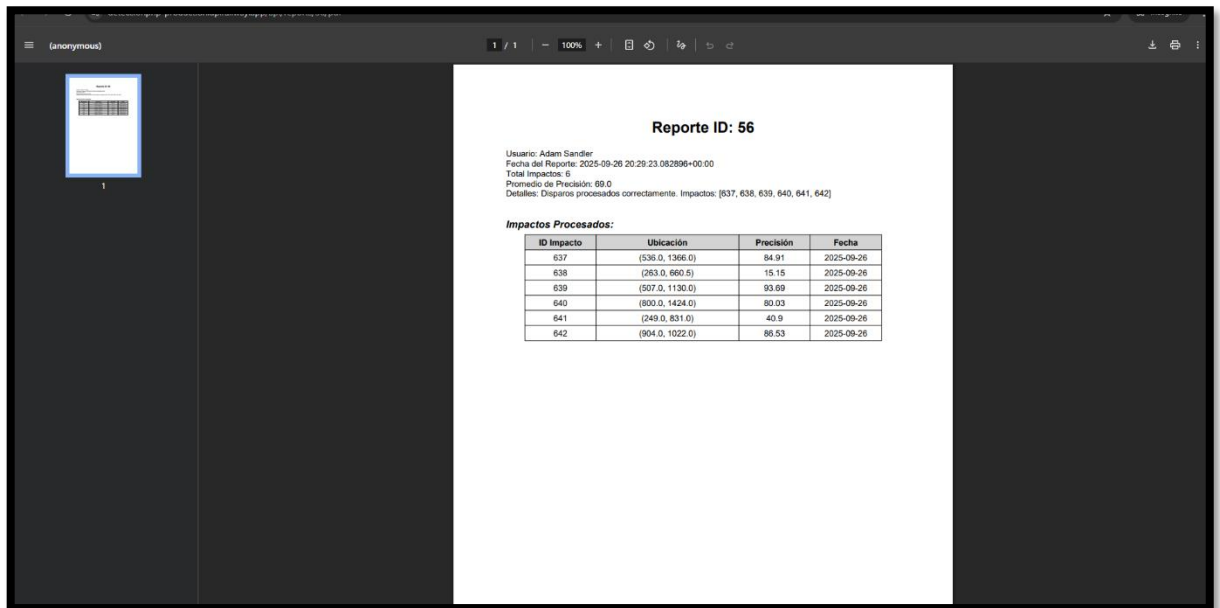 (anonymous)
1 / 1
100%
1
Reporte ID: 56
Usuario: Adam Sandler
Fecha del Reporte: 2025-09-26 20:29:23.082896+00:00
Total Impactos: 6
Promedio de Precisión: 69.0
Detalles: Disparos procesados correctamente. Impactos: [637, 638, 639, 640, 641, 642]
Impactos Procesados:
ID Impacto Ubicación Precisión Fecha
637 (536.0, 1366.0) 84.91 2025-09-26
638 (263.0, 660.5) 15.15 2025-09-26
639 (507.0, 1130.0) 93.69 2025-09-26
640 (800.0, 1424.0) 80.03 2025-09-26
641 (249.0, 831.0) 40.9 2025-09-26
642 (904.0, 1022.0) 86.53 2025-09-26